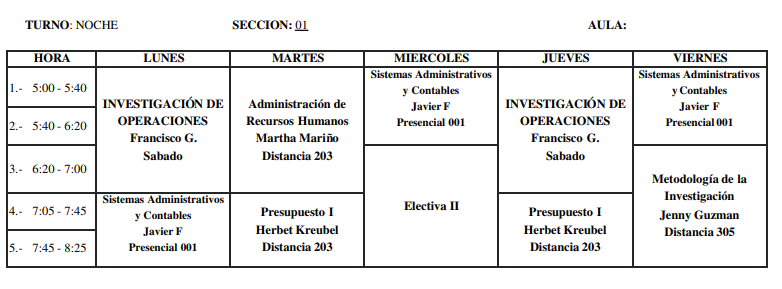 TURNO: NOCHE SECCION: 01 AULA:
HORA LUNES MARTES MIERCOLES JUEVES VIERNES
1.- 5:00 - 5:40
2.- 5:40 - 6:20
3.- 6:20 - 7:00
4.- 7:05 - 7:45
5.- 7:45 - 8:25
INVESTIGACIÓN DE
OPERACIONES
Francisco G.
Sabado
Sistemas Administrativos
y Contables
Javier F
Presencial 001
Administración de
Recursos Humanos
Martha Mariño
Distancia 203
Presupuesto I
Herbet Kreubel
Distancia 203
Sistemas Administrativos
y Contables
Javier F
Presencial 001
Electiva II
INVESTIGACIÓN DE
OPERACIONES
Francisco G.
Sabado
Presupuesto I
Herbet Kreubel
Distancia 203
Sistemas Administrativos
y Contables
Javier F
Presencial 001
Metodología de la
Investigación
Jenny Guzman
Distancia 305